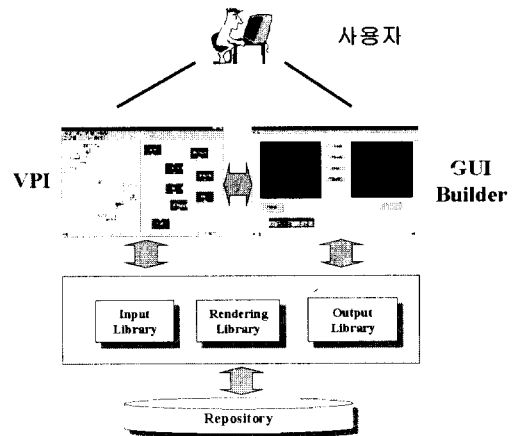 사용자
VPI
GUI
Builder
Input
Library
Rendering
Library
Output
Library
Repository